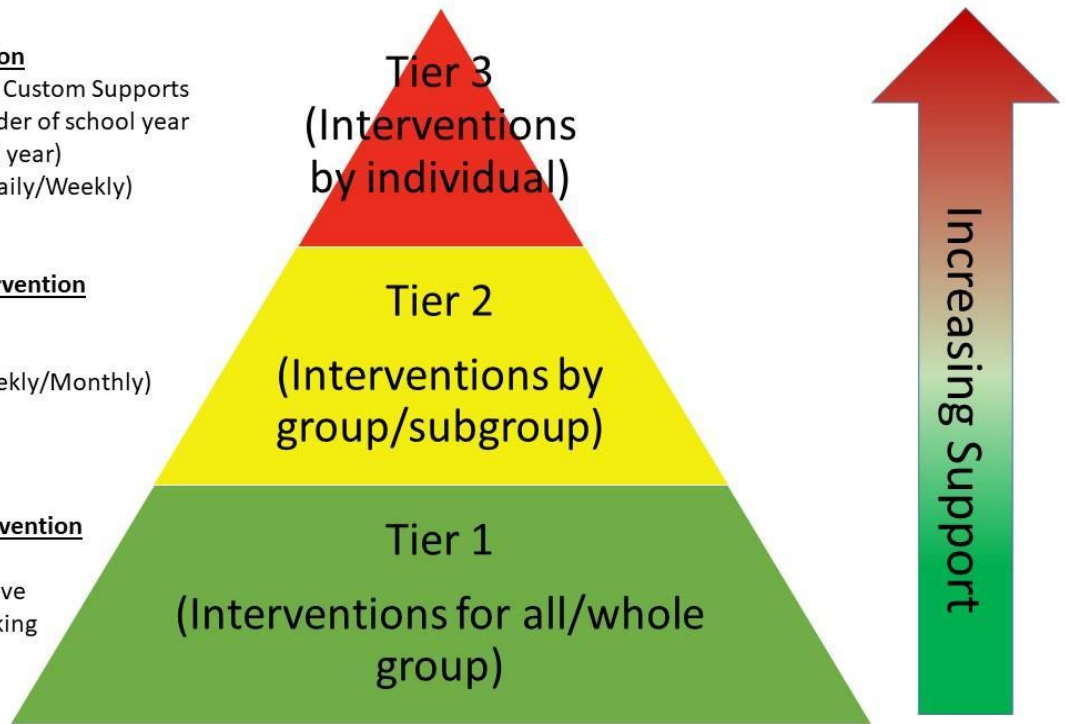 on
Custom Supports
der of school year
year)
aily/Weekly)
rvention
ekly/Monthly)
vention
ve
king
Tier 3
(Interventions
by individual)
Tier 2
(Interventions by
group/subgroup)
Tier 1
(Interventions for all/whole
group)
Increasing Support